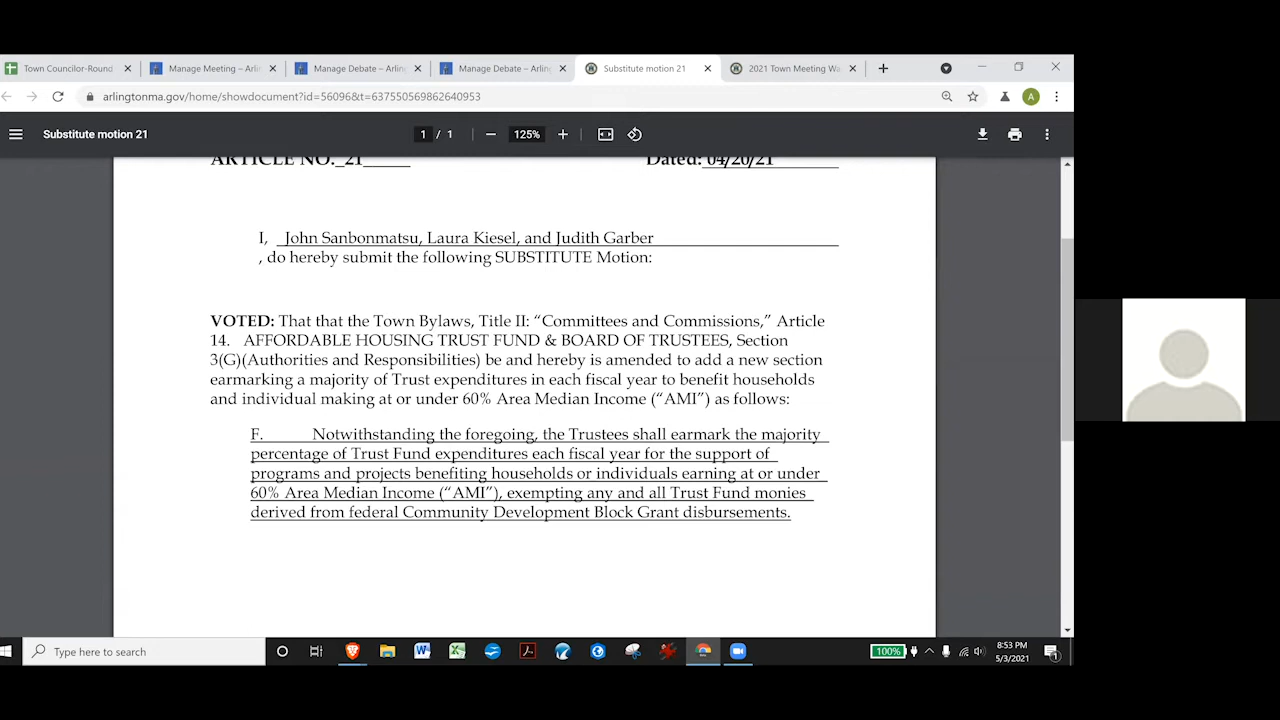 Town Councilor-Round
Manage Meeting – Arli
Manage Debate – Arlin
Manage Debate – Arlin
Substitute motion 21
2021 Town Meeting Wa
arlingtonma.gov/home/showdocument?id=56096&t=637550569862640953
A
Substitute motion 21
1 / 1
125%
ARTICLE NO._21_____ Dated: 04/20/21
I, John Sanbonmatsu, Laura Kiesel, and Judith Garber
, do hereby submit the following SUBSTITUTE Motion:
VOTED: That that the Town Bylaws, Title II: “Committees and Commissions,” Article
14. AFFORDABLE HOUSING TRUST FUND & BOARD OF TRUSTEES, Section
3(G)(Authorities and Responsibilities) be and hereby is amended to add a new section
earmarking a majority of Trust expenditures in each fiscal year to benefit households
and individual making at or under 60% Area Median Income (“AMI”) as follows:
F. Notwithstanding the foregoing, the Trustees shall earmark the majority
percentage of Trust Fund expenditures each fiscal year for the support of
programs and projects benefiting households or individuals earning at or under
60% Area Median Income (“AMI”), exempting any and all Trust Fund monies
derived from federal Community Development Block Grant disbursements.
Type here to search
100%
8:53 PM
5/3/2021
1